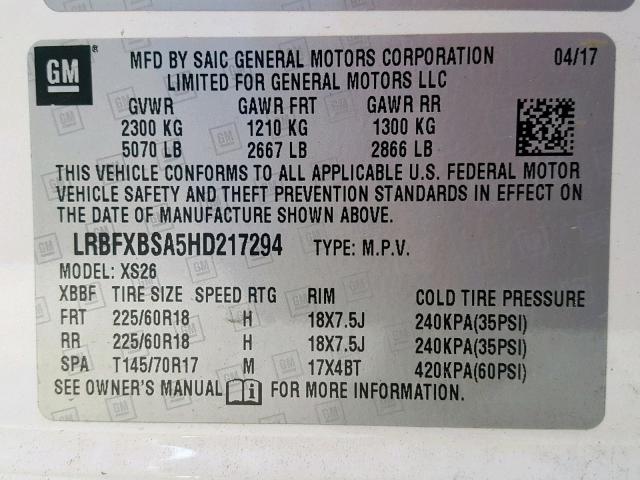 GM
®
MFD BY SAIC GENERAL MOTORS CORPORATION 04/17
LIMITED FOR GENERAL MOTORS LLC
GVWR GAWR FRT GAWR RR
2300 KG 1210 KG 1300 KG
5070 LB 2667 LB 2866 LB
THIS VEHICLE CONFORMS TO ALL APPLICABLE U.S. FEDERAL MOTOR
VEHICLE SAFETY AND THEFT PREVENTION STANDARDS IN EFFECT ON
THE DATE OF MANUFACTURE SHOWN ABOVE.
LRBFXBSA5HD217294 TYPE: M.P.V.
MODEL: XS26
XBBF TIRE SIZE SPEED RTG RIM COLD TIRE PRESSURE
FRT 225/60R18 H 18X7.5J 240KPA(35PSI)
RR 225/60R18 H 18X7.5J 240KPA(35PSI)
SPA T145/70R17 M 17X4BT 420KPA(60PSI)
SEE OWNER'S MANUAL i FOR MORE INFORMATION.